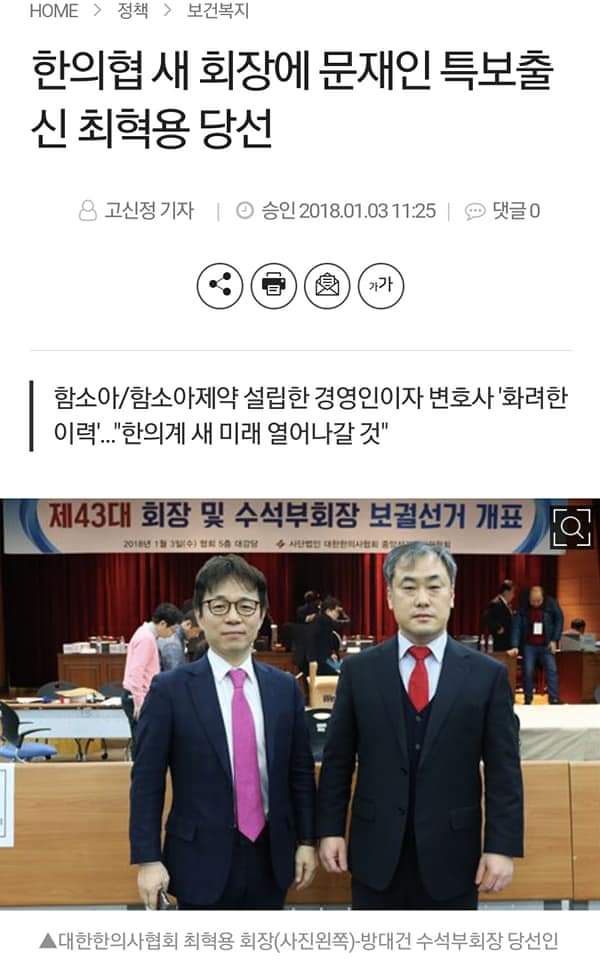 HOME > 정책 > 보건복지
한의협 새 회장에 문재인 특보출
신 최혁용 당선
고신정 기자 | 승인 2018.01.03 11:25 | 댓글 0
가가
함소아/함소아제약 설립한 경영인이자 변호사 '화려한
이력'..."한의계 새 미래 열어나갈 것"
제43대 회장 및 수석부회장 보궐선거 개표
2018년 1월 3일(수) 협회 5층 대강당 사단법인 대한한의사협회
▲대한한의사협회 최혁용 회장(사진왼쪽)-방대건 수석부회장 당선인